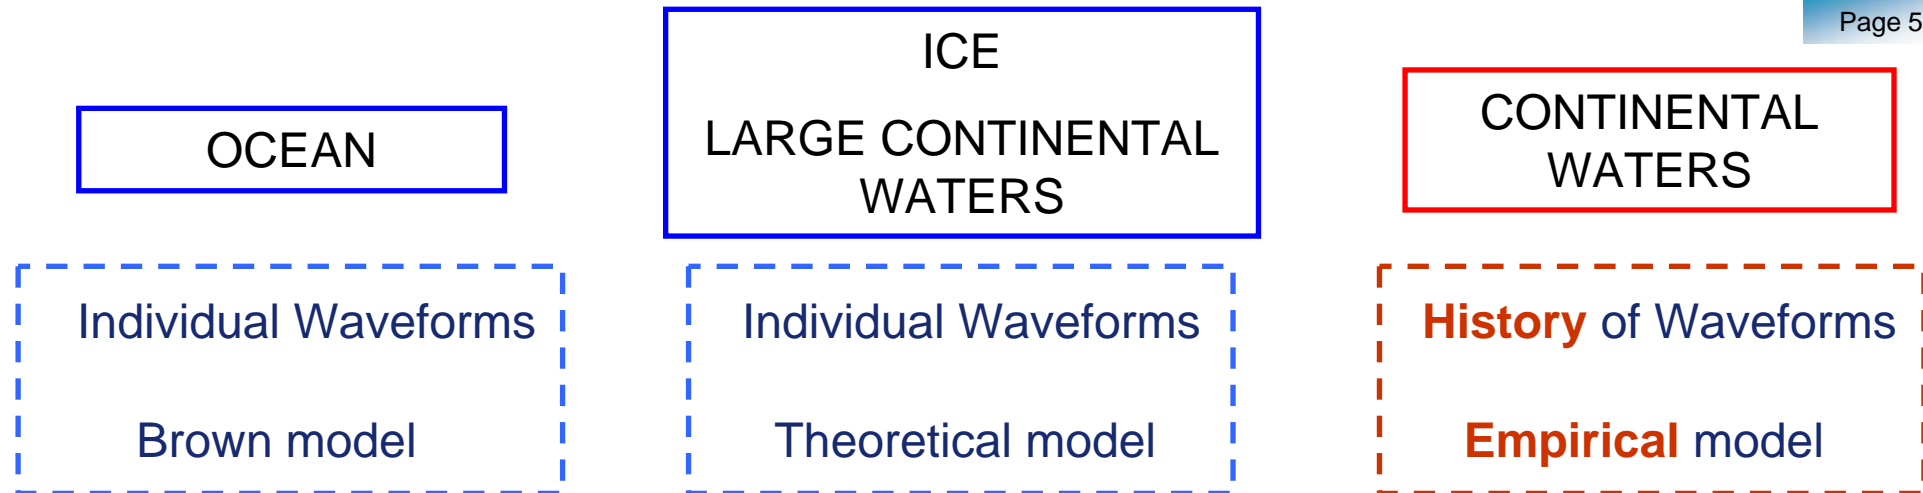 Page 5
OCEAN
ICE
LARGE CONTINENTAL
WATERS
CONTINENTAL
WATERS
Individual Waveforms
Brown model
Individual Waveforms
Theoretical model
History of Waveforms
Empirical model